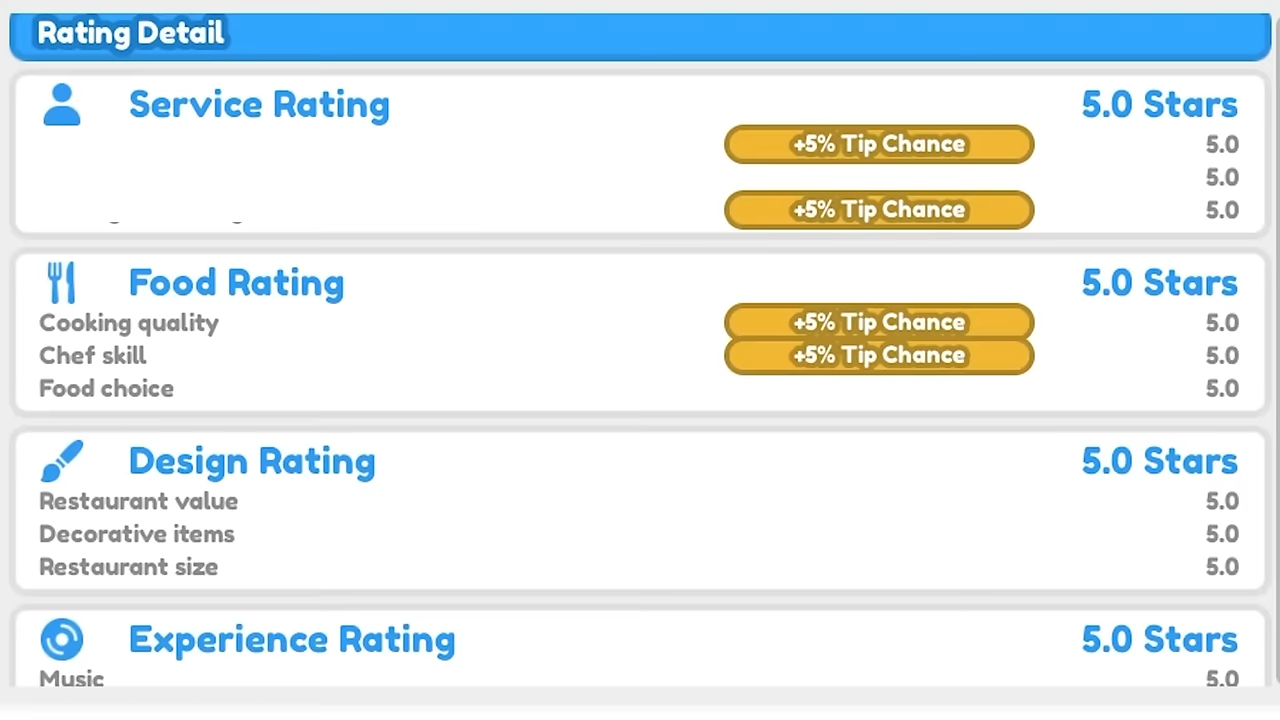 Rating Detail
Service Rating 5.0 Stars
+5% Tip Chance 5.0
5.0
+5% Tip Chance 5.0
Food Rating 5.0 Stars
Cooking quality +5% Tip Chance 5.0
Chef skill +5% Tip Chance 5.0
Food choice 5.0
Design Rating 5.0 Stars
Restaurant value 5.0
Decorative items 5.0
Restaurant size 5.0
Experience Rating 5.0 Stars
Music 5.0